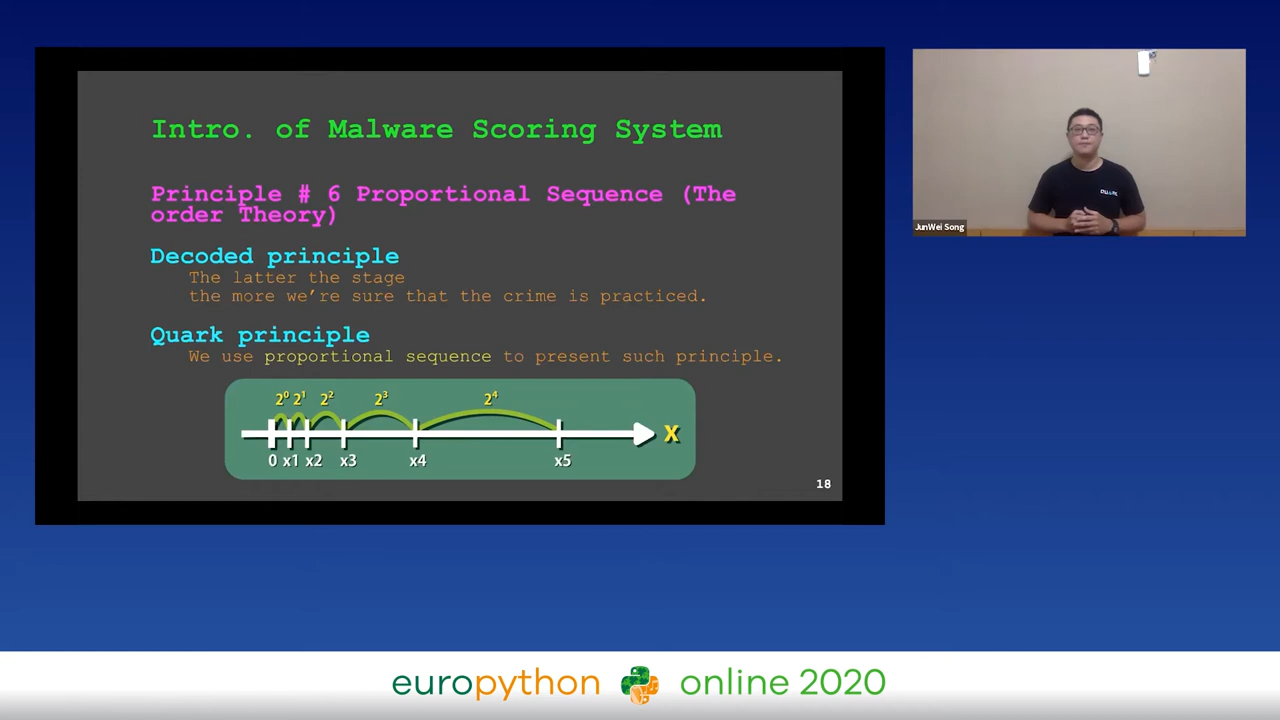 Intro. of Malware Scoring System
Principle # 6 Proportional Sequence (The
order Theory)
Decoded principle
The latter the stage
the more we're sure that the crime is practiced.
Quark principle
We use proportional sequence to present such principle.
2⁰ 2¹ 2² 2³ 2⁴
X
0 x1 x2 x3 x4 x5
18
JunWei Song
europython online 2020